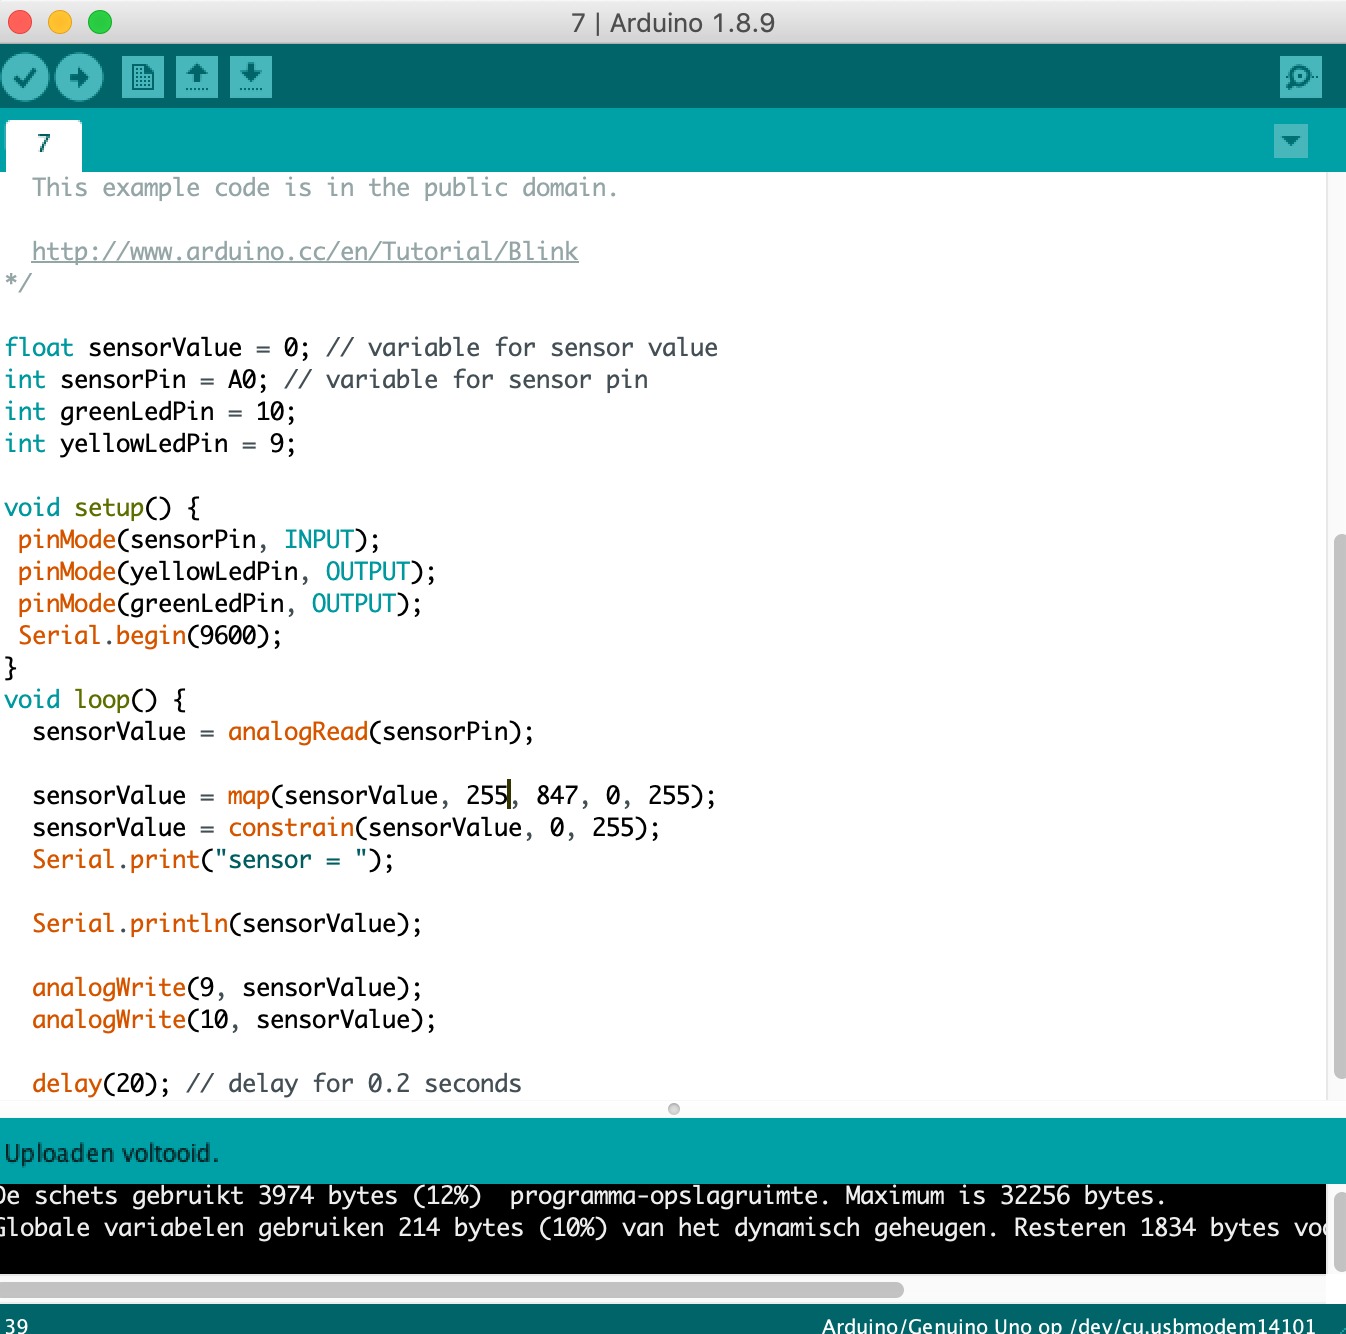 7 | Arduino 1.8.9
7
This example code is in the public domain.
http://www.arduino.cc/en/Tutorial/Blink
*/
float sensorValue = 0; // variable for sensor value
int sensorPin = A0; // variable for sensor pin
int greenLedPin = 10;
int yellowLedPin = 9;
void setup() {
pinMode(sensorPin, INPUT);
pinMode(yellowLedPin, OUTPUT);
pinMode(greenLedPin, OUTPUT);
Serial.begin(9600);
}
void loop() {
sensorValue = analogRead(sensorPin);
sensorValue = map(sensorValue, 255, 847, 0, 255);
sensorValue = constrain(sensorValue, 0, 255);
Serial.print("sensor = ");
Serial.println(sensorValue);
analogWrite(9, sensorValue);
analogWrite(10, sensorValue);
delay(20); // delay for 0.2 seconds
Uploaden voltooid.
De schets gebruikt 3974 bytes (12%)  programma-opslagruimte. Maximum is 32256 bytes.
Globale variabelen gebruiken 214 bytes (10%) van het dynamisch geheugen. Resteren 1834 bytes
39
Arduino/Genuino Uno op /dev/cu.usbmodem14101